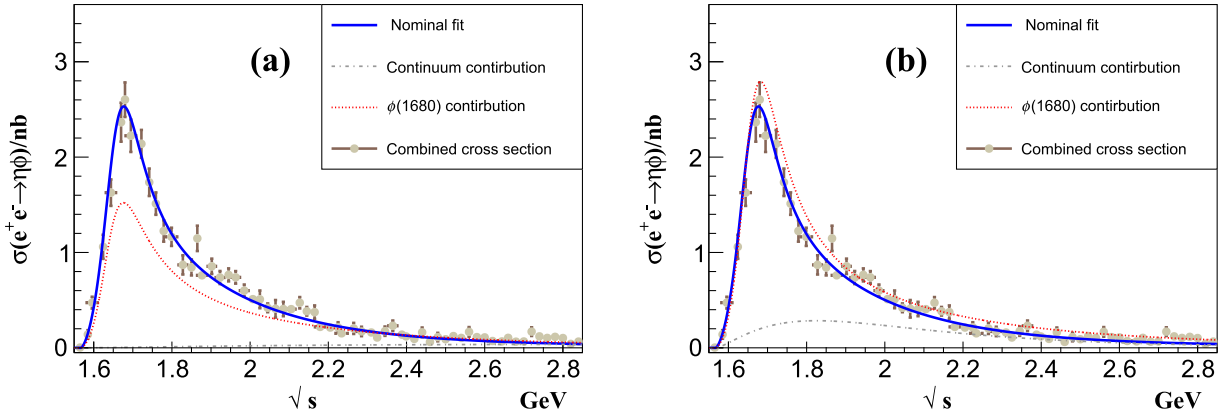 (a)
Nominal fit
Continuum contirbution
ϕ(1680) contirbution
Combined cross section
σ(e⁺e⁻→ηϕ)/nb
3
2
1
0
1.6 1.8 2 2.2 2.4 2.6 2.8
√ s GeV
(b)
Nominal fit
Continuum contirbution
ϕ(1680) contirbution
Combined cross section
σ(e⁺e⁻→ηϕ)/nb
3
2
1
0
1.6 1.8 2 2.2 2.4 2.6 2.8
√ s GeV